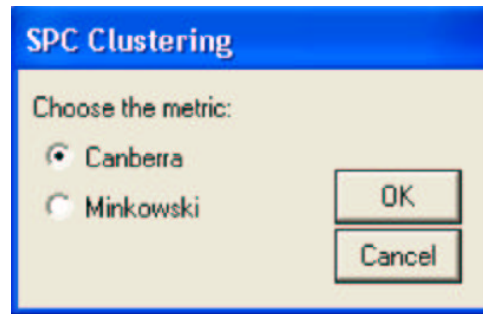 SPC Clustering
Choose the metric:
Canberra
Minkowski
OK
Cancel